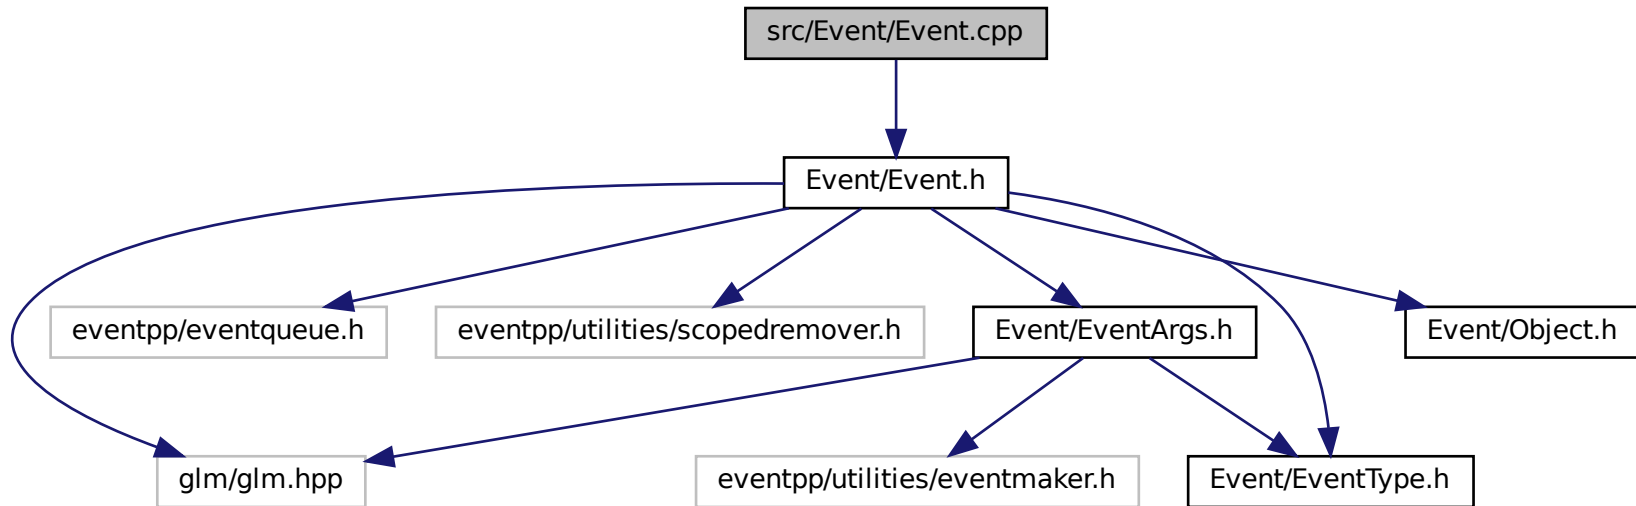 src/Event/Event.cpp
Event/Event.h
eventpp/eventqueue.h
eventpp/utilities/scopedremover.h
Event/EventArgs.h
Event/Object.h
glm/glm.hpp
eventpp/utilities/eventmaker.h
Event/EventType.h